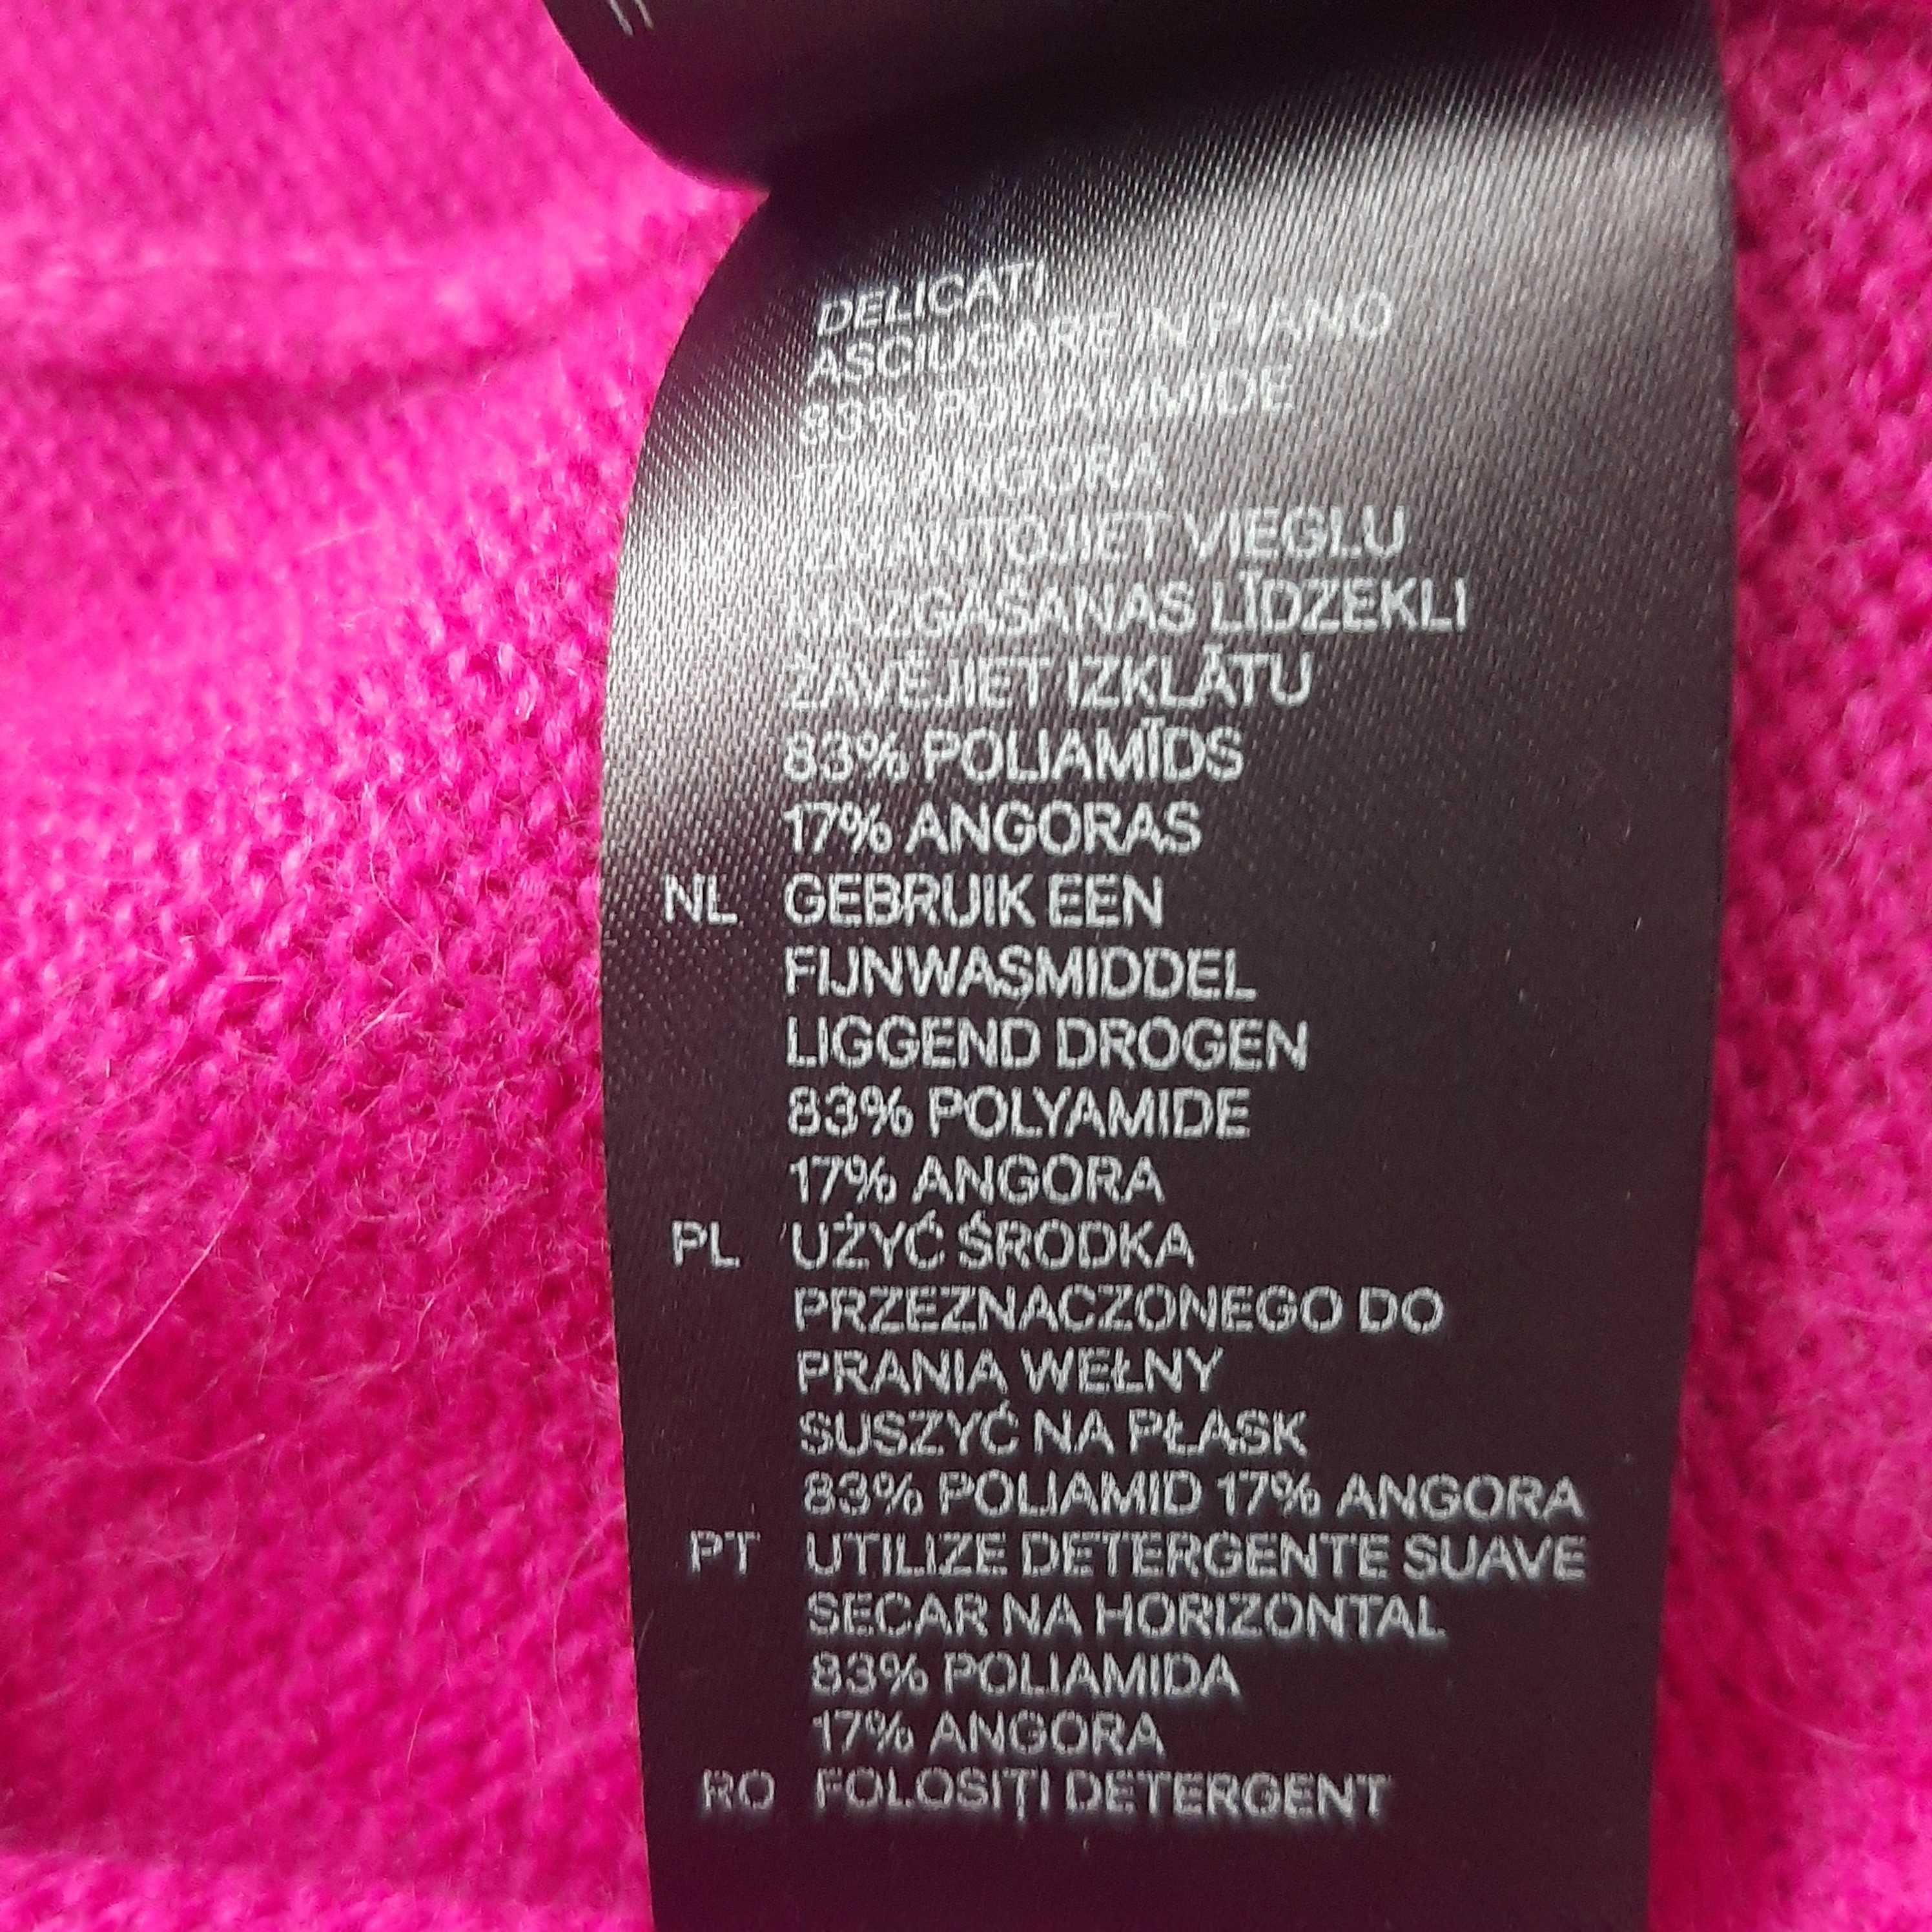 DELICATI
ASCIUGARE IN PIANO
83% POLIAMMIDE
17% ANGORA
IZMANTOJIET VIEGLU
MAZGĀŠANAS LĪDZEKLI
ŽĀVĒJIET IZKLĀTU
83% POLIAMĪDS
17% ANGORAS
NL GEBRUIK EEN
FIJNWASMIDDEL
LIGGEND DROGEN
83% POLYAMIDE
17% ANGORA
PL UŻYĆ ŚRODKA
PRZEZNACZONEGO DO
PRANIA WEŁNY
SUSZYĆ NA PŁASK
83% POLIAMID 17% ANGORA
PT UTILIZE DETERGENTE SUAVE
SECAR NA HORIZONTAL
83% POLIAMIDA
17% ANGORA
RO FOLOSIȚI DETERGENT